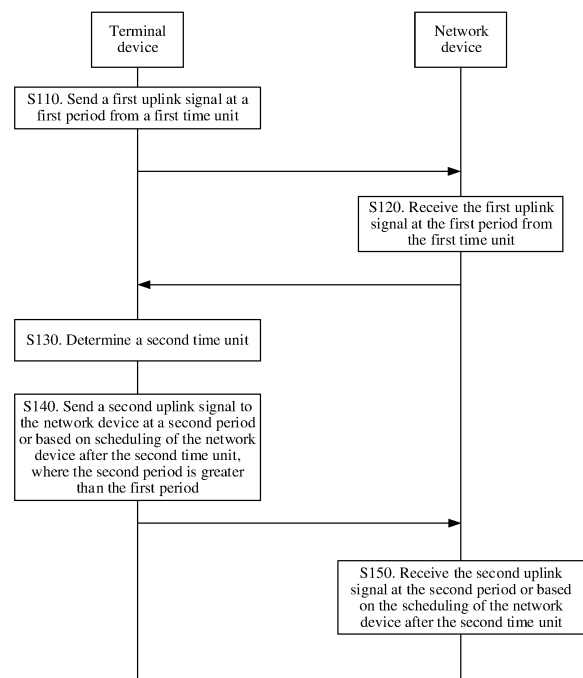 Terminal
device
Network
device
S110. Send a first uplink signal at a
first period from a first time unit
S120. Receive the first uplink
signal at the first period from
the first time unit
S130. Determine a second time unit
S140. Send a second uplink signal to
the network device at a second period
or based on scheduling of the network
device after the second time unit,
where the second period is greater
than the first period
S150. Receive the second uplink
signal at the second period or based
on the scheduling of the network
device after the second time unit